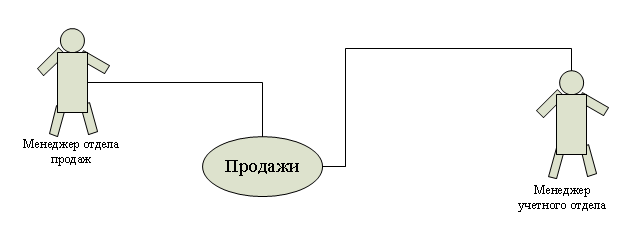 Менеджер отдела
продаж
Продажи
Менеджер
учетного отдела